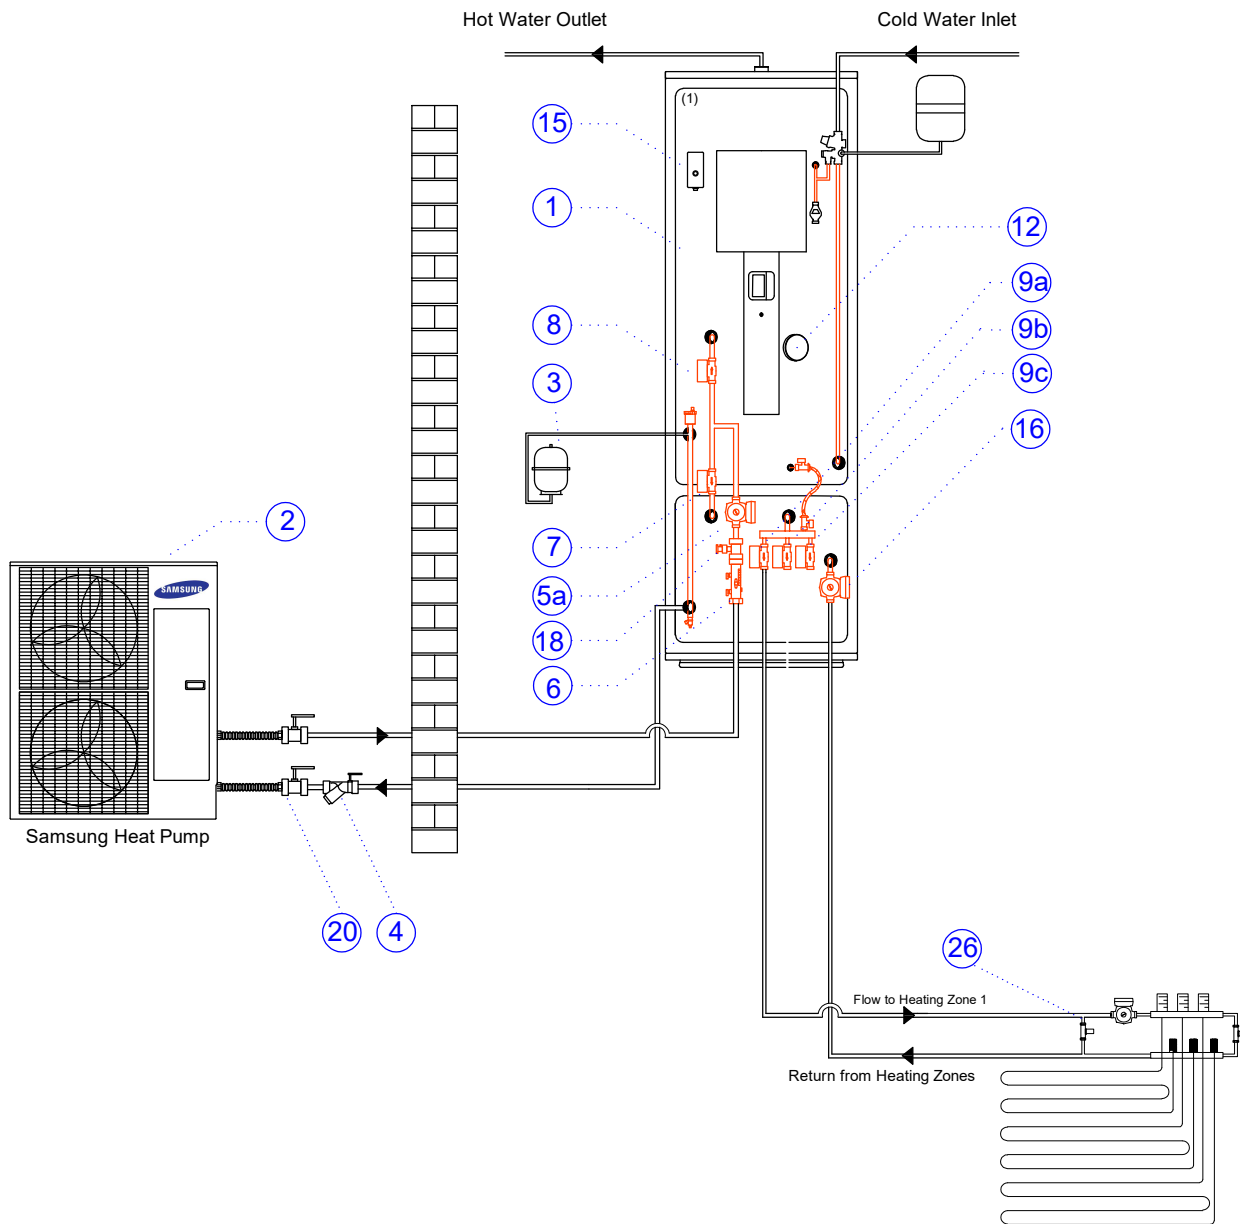 Hot Water Outlet
Cold Water Inlet
(1)
15
1
12
9a
8
9b
3
9c
16
2
7
SAMSUNG
5a
18
6
Samsung Heat Pump
20
4
26
Flow to Heating Zone 1
Return from Heating Zones